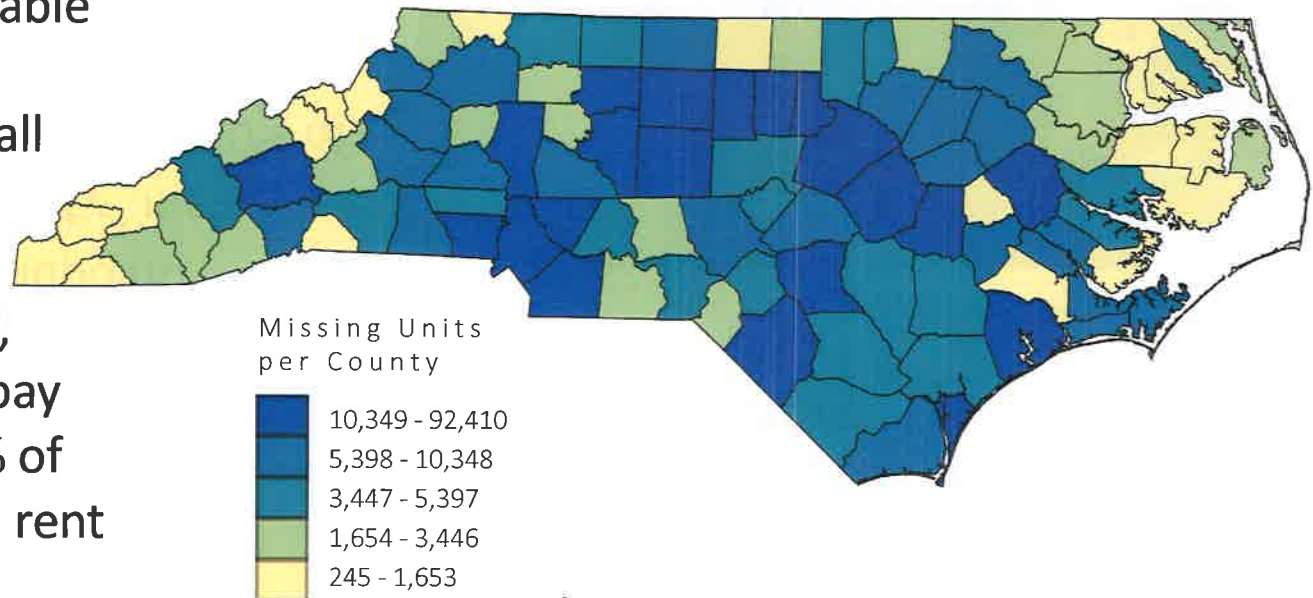 able
all
,
pay
% of
rent
Missing Units
per County
10,349 - 92,410
5,398 - 10,348
3,447 - 5,397
1,654 - 3,446
245 - 1,653